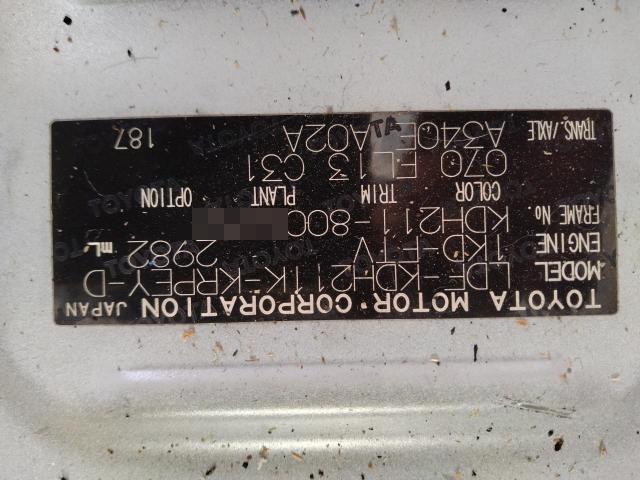 TOYOTA MOTOR CORPORATION JAPAN
MODEL LDF-KDH211K-KRPEY-D
ENGINE 1KD-FTV 2982 mL
FRAME No. KDH211-800
COLOR TRIM PLANT OPTION
070 FL13 C31
TRANS./AXLE A340E A02A
187